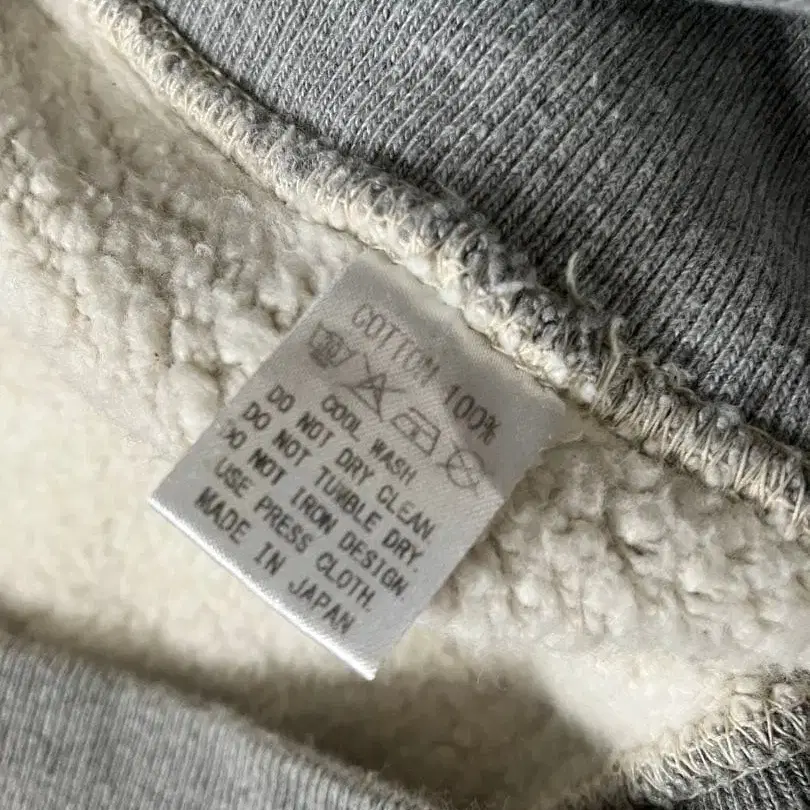 COTTOM 100%
COOL WASH
DO NOT DRY CLEAN.
DO NOT TUMBLE DRY.
DO NOT IRON DESIGN.
USE PRESS CLOTH.
MADE IN JAPAN